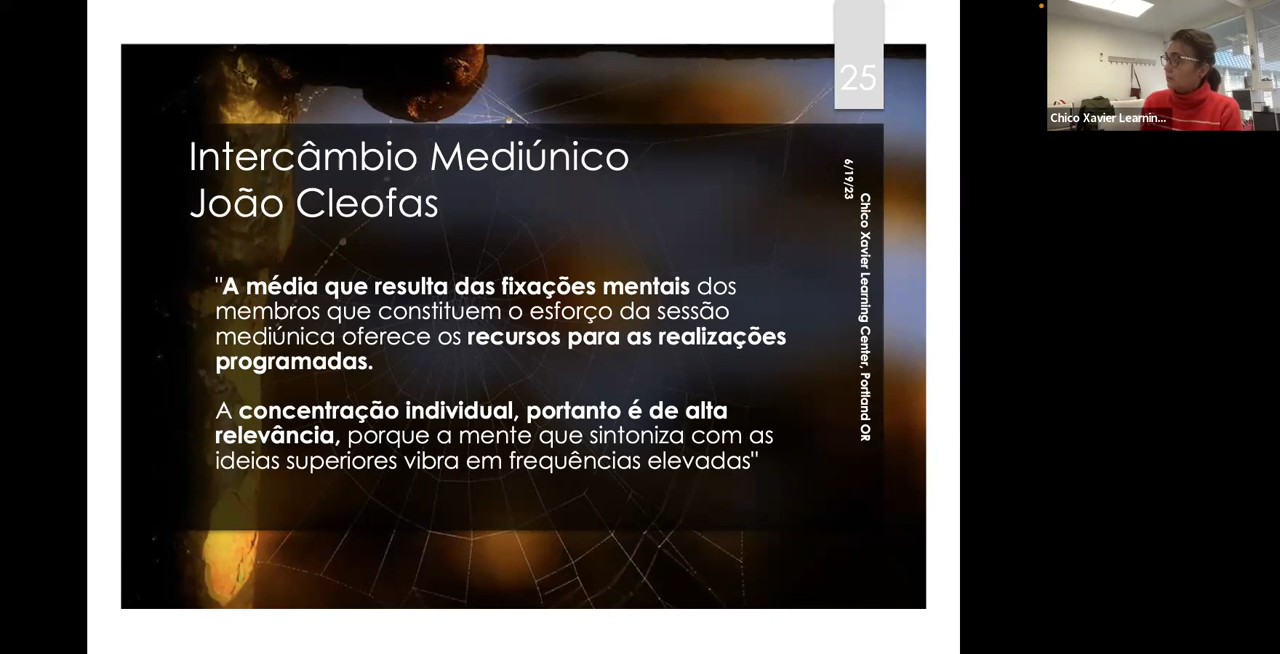 25
Intercâmbio Mediúnico
João Cleofas
"A média que resulta das fixações mentais dos
membros que constituem o esforço da sessão
mediúnica oferece os recursos para as realizações
programadas.
A concentração individual, portanto é de alta
relevância, porque a mente que sintoniza com as
ideias superiores vibra em frequências elevadas"
6/19/23
Chico Xavier Learning Center, Portland OR
Chico Xavier Learnin...